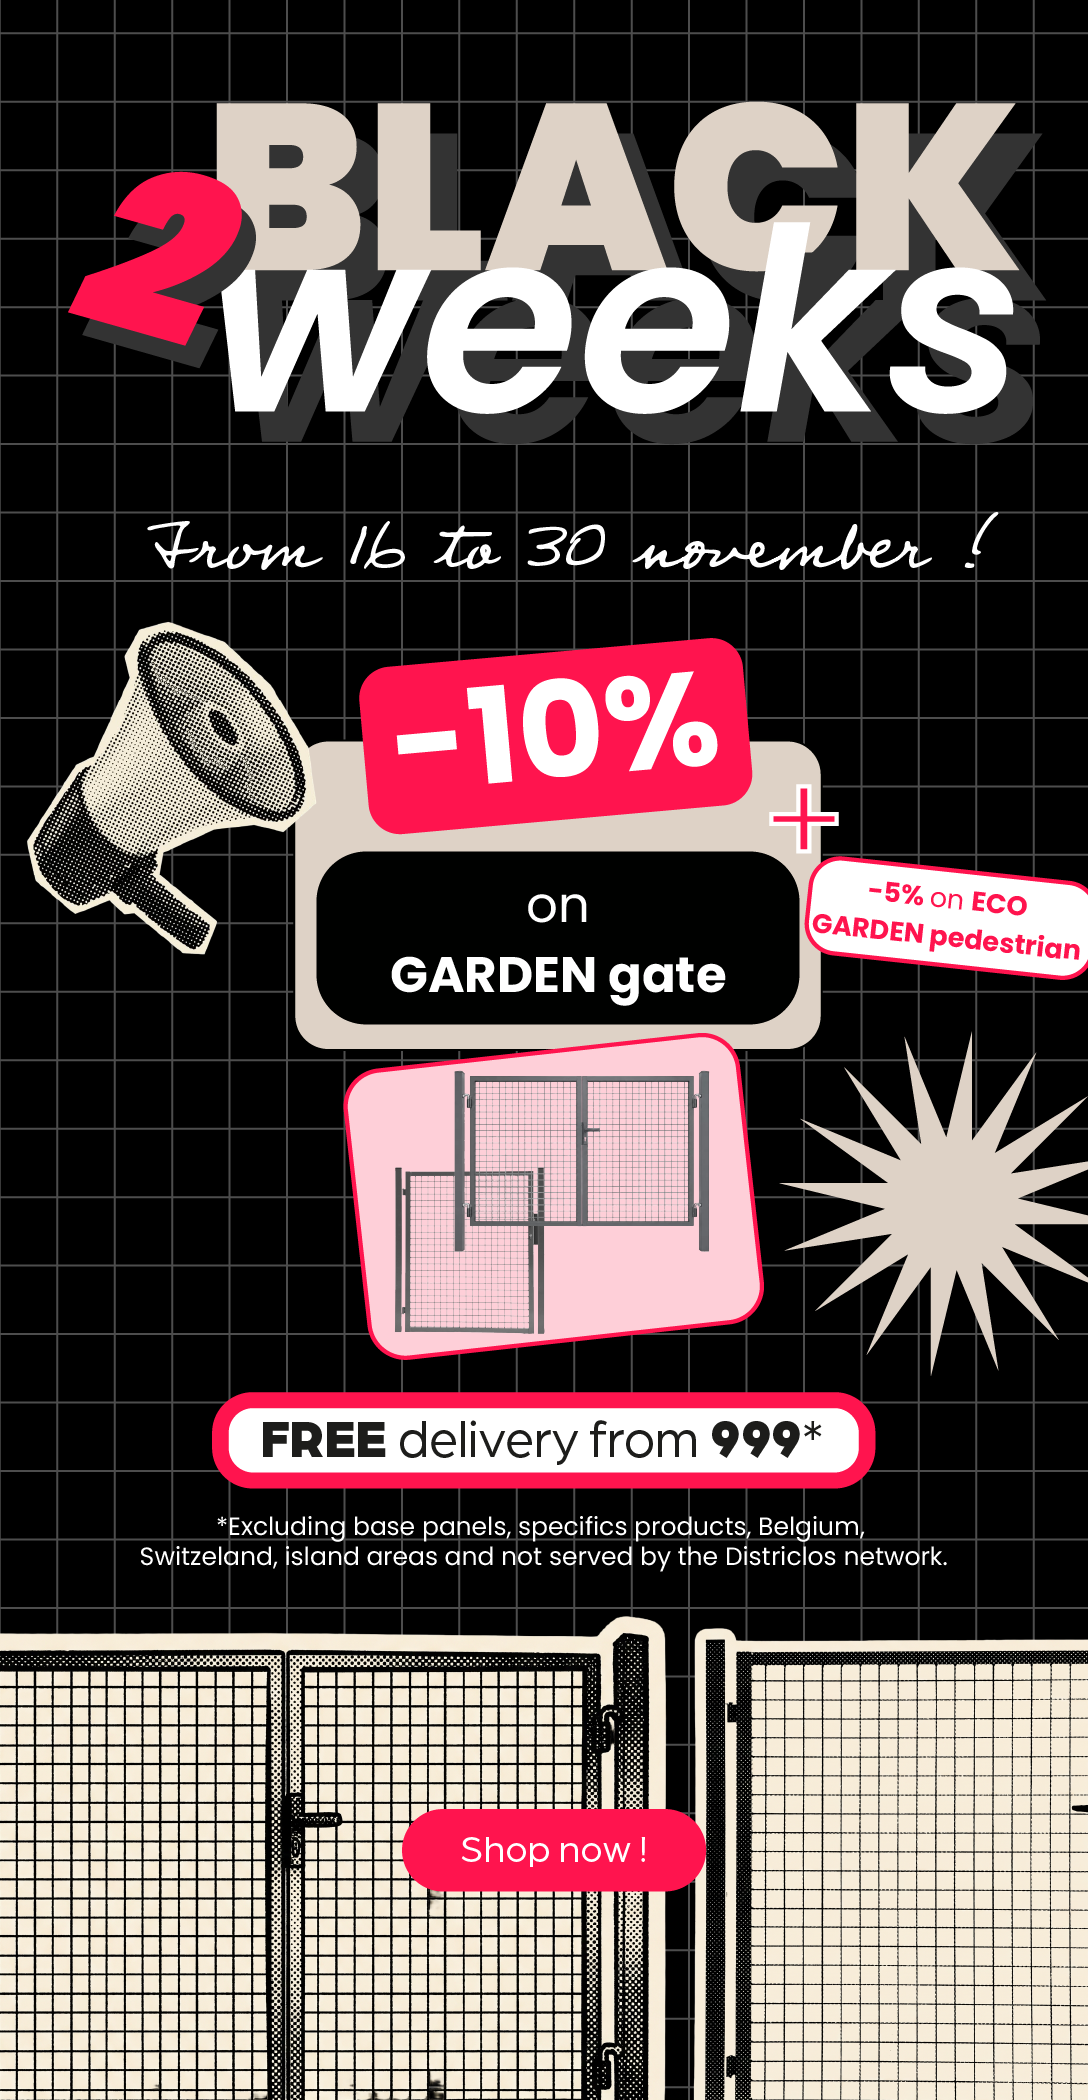 2 BLACK
weeks
From 16 to 30 november !
-10%
on
GARDEN gate
+
-5% on ECO
GARDEN pedestrian
FREE delivery from 999*
*Excluding base panels, specifics products, Belgium,
Switzeland, island areas and not served by the Districlos network.
Shop now !